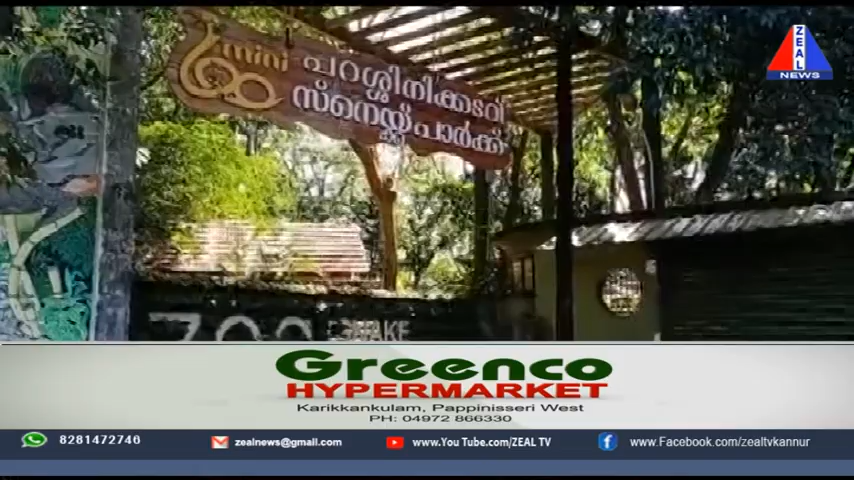 ZEAL
NEWS
മിനി
ZOO
പറശ്ശിനിക്കടവ്
സ്നെയ്ക്ക് പാർക്ക്
SNAKE
Greenco
HYPERMARKET
Karikkankulam, Pappinisseri West
PH: 04972 866330
8281472746
zealnews@gmail.com
www.You Tube.com/ZEAL TV
www.Facebook.com/zealtvkannur